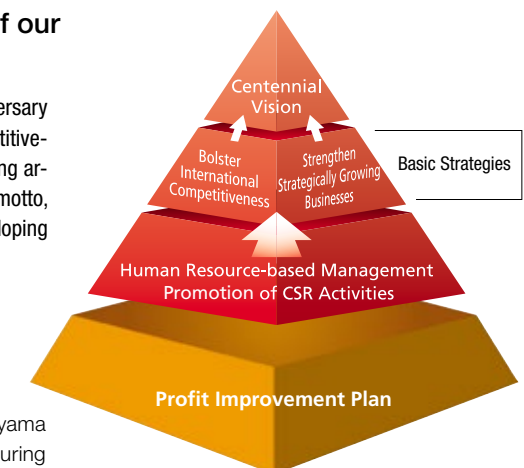 f our
ersary
titive-
ng ar-
motto,
loping
Centennial
Vision
Bolster
International
Competitiveness
Strengthen
Strategically Growing
Businesses
Basic Strategies
Human Resource-based Management
Promotion of CSR Activities
Profit Improvement Plan
yama
uring